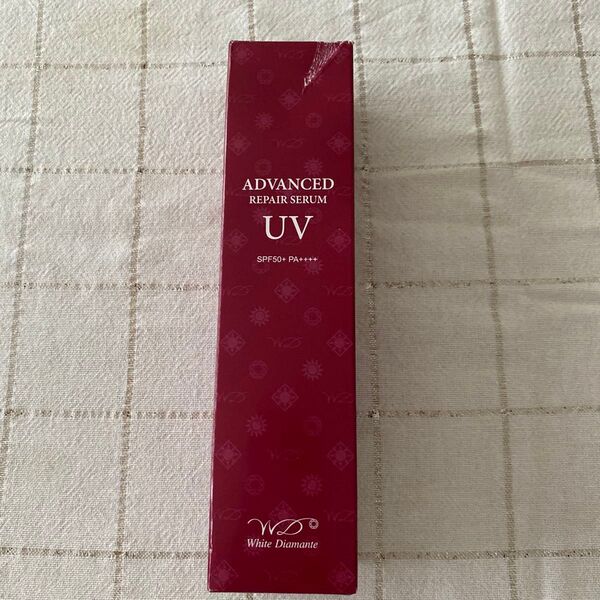 ADVANCED
REPAIR SERUM
UV
SPF50+ PA++++
WD
White Diamante